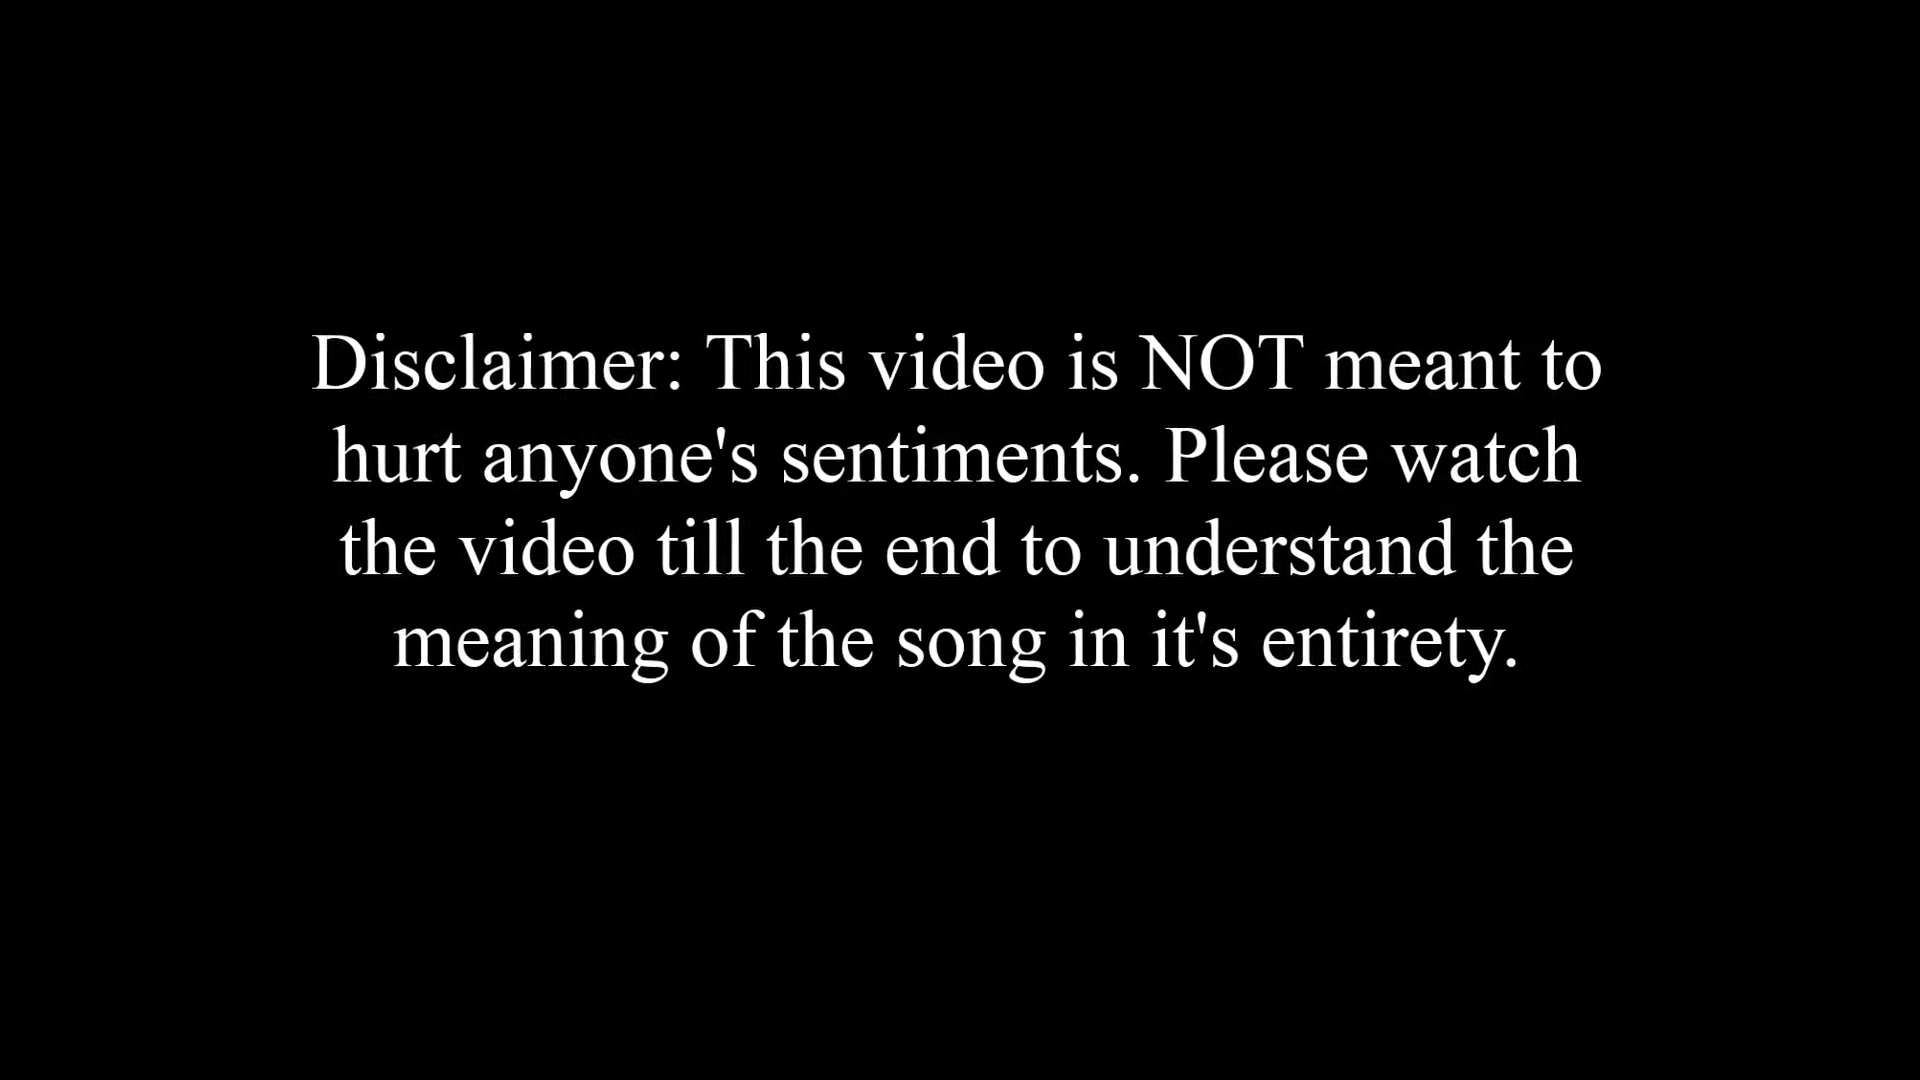 Disclaimer: This video is NOT meant to
hurt anyone's sentiments. Please watch
the video till the end to understand the
meaning of the song in it's entirety.